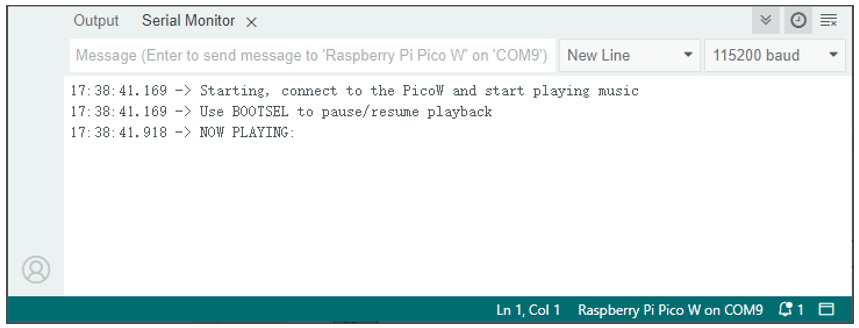 Output Serial Monitor
Message (Enter to send message to 'Raspberry Pi Pico W' on 'COM9') New Line 115200 baud
17:38:41.169 -> Starting, connect to the PicoW and start playing music
17:38:41.169 -> Use BOOTSEL to pause/resume playback
17:38:41.918 -> NOW PLAYING:
Ln 1, Col 1 Raspberry Pi Pico W on COM9 1